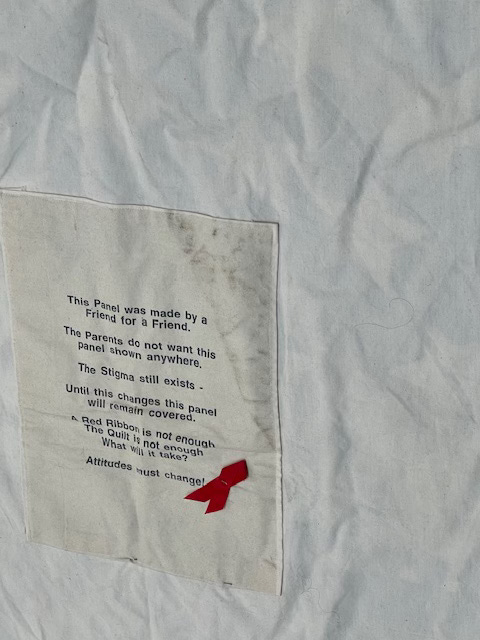 This Panel was made by a
Friend for a Friend.
The Parents do not want this
panel shown anywhere.
The Stigma still exists -
Until this changes this panel
will remain covered.
A Red Ribbon is not enough
The Quilt is not enough
What will it take?
Attitudes must change!